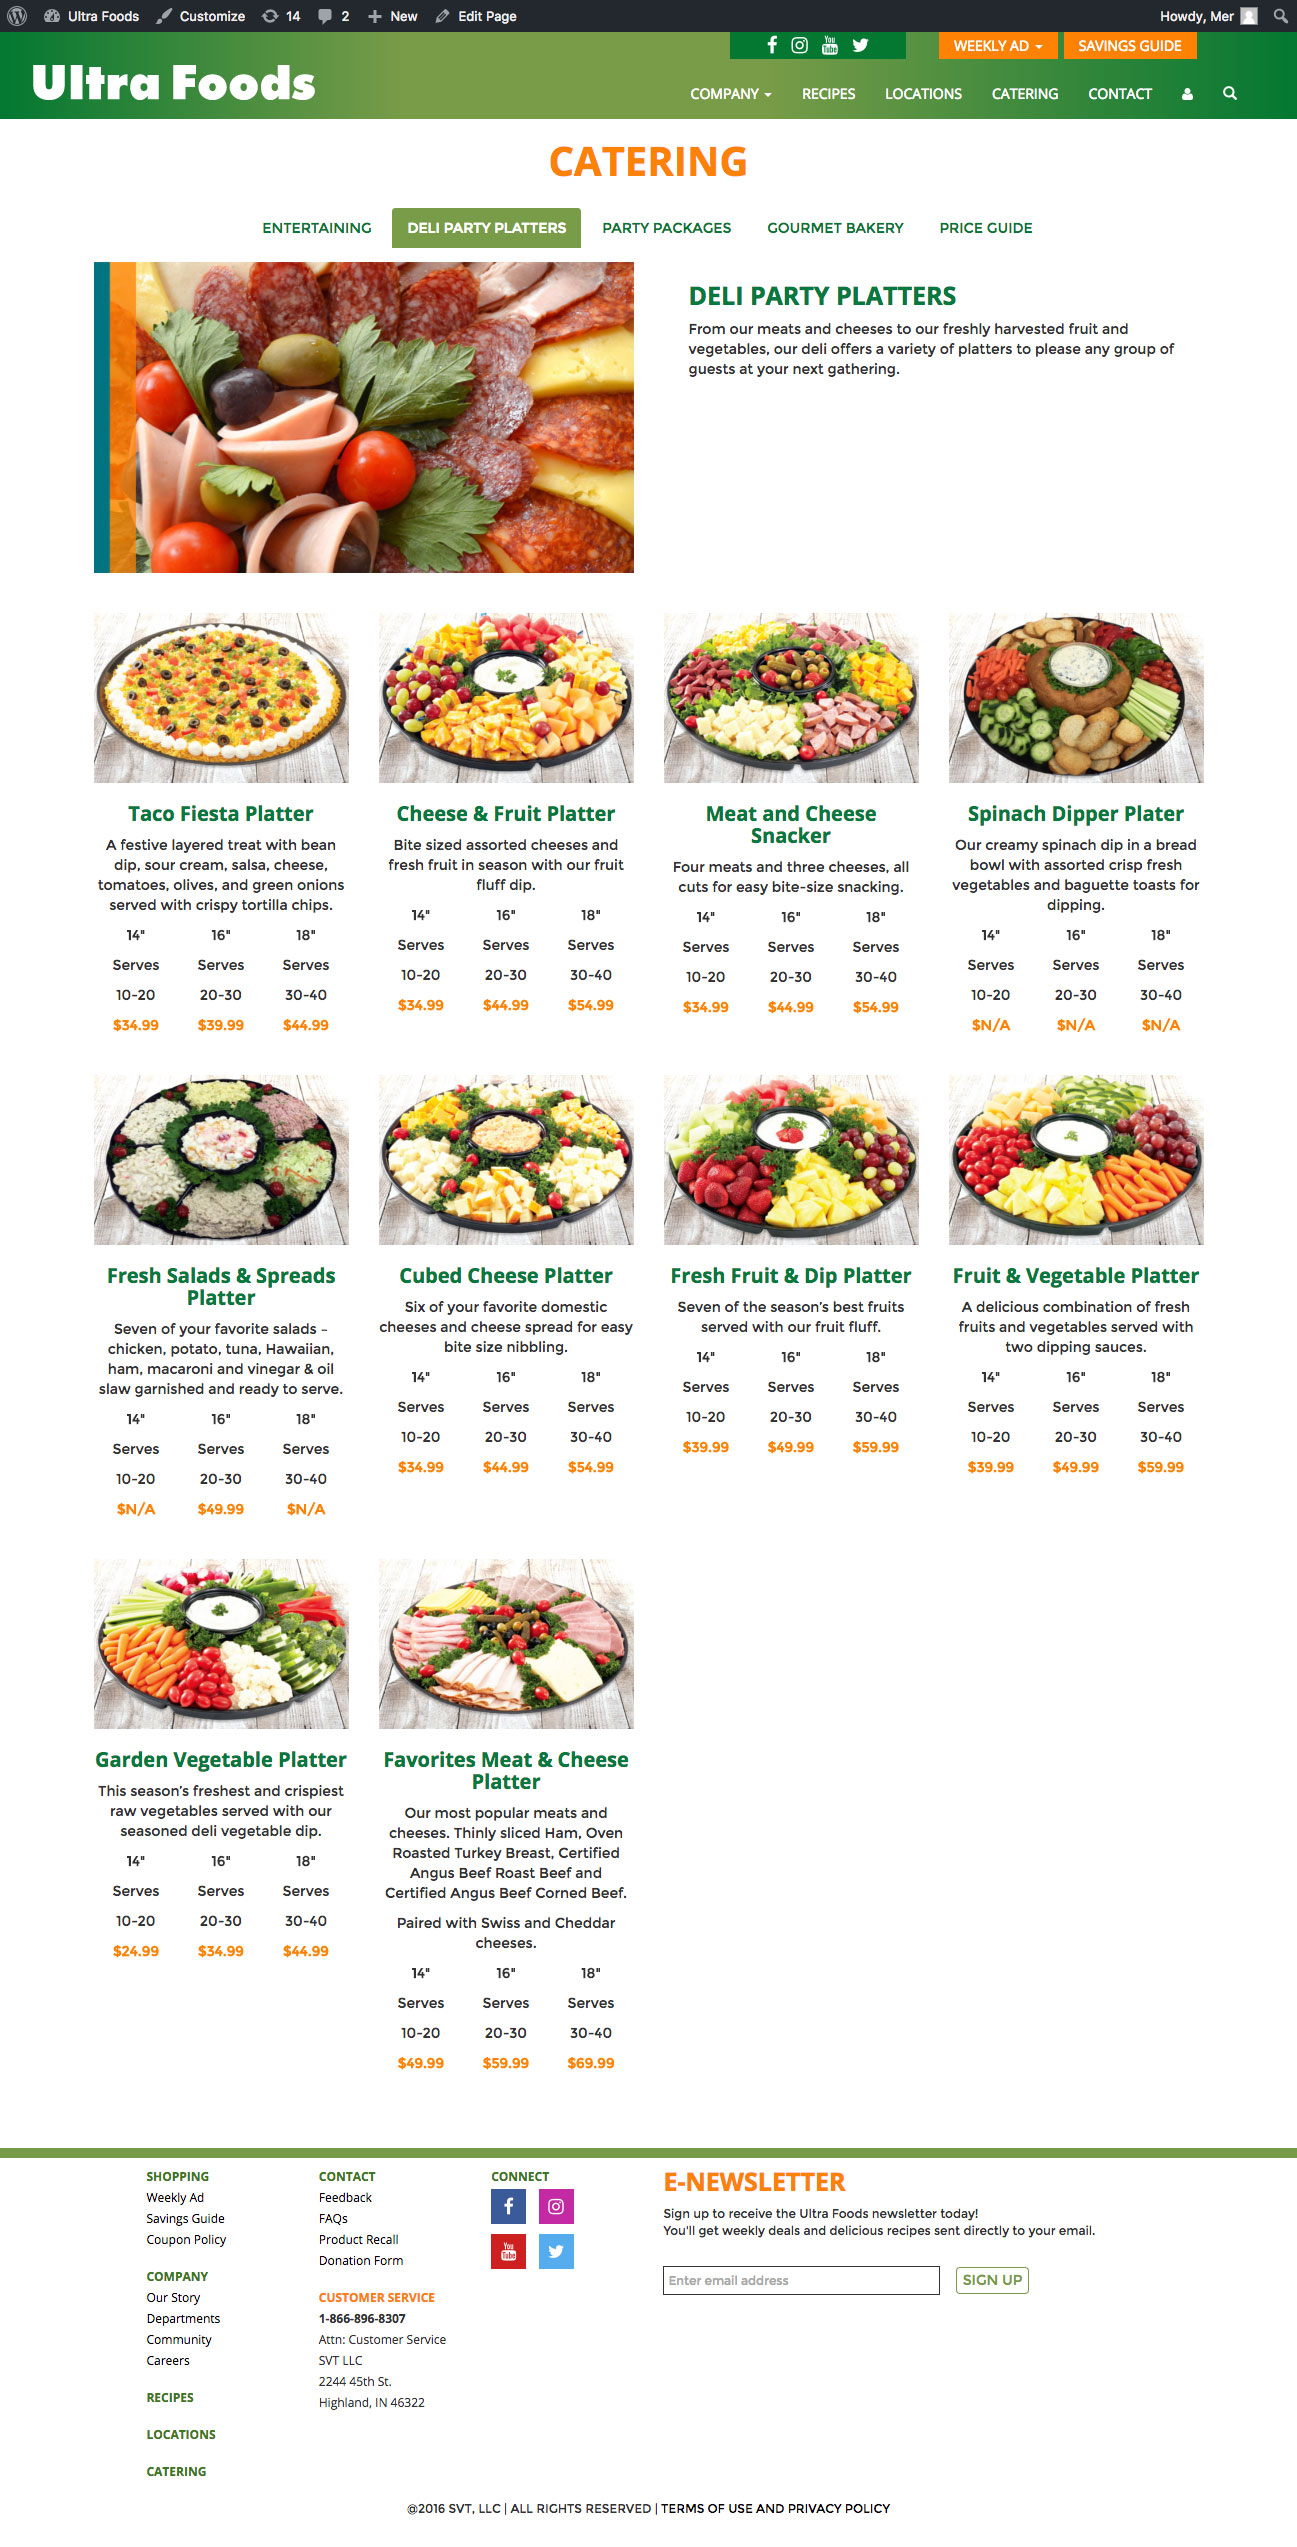 Ultra Foods Customize 14 2 New Edit Page Howdy, Mer
WEEKLY AD SAVINGS GUIDE
Ultra Foods
COMPANY RECIPES LOCATIONS CATERING CONTACT
CATERING
ENTERTAINING DELI PARTY PLATTERS PARTY PACKAGES GOURMET BAKERY PRICE GUIDE
DELI PARTY PLATTERS
From our meats and cheeses to our freshly harvested fruit and
vegetables, our deli offers a variety of platters to please any group of
guests at your next gathering.
Taco Fiesta Platter
A festive layered treat with bean
dip, sour cream, salsa, cheese,
tomatoes, olives, and green onions
served with crispy tortilla chips.
14" 16" 18"
Serves Serves Serves
10-20 20-30 30-40
$34.99 $39.99 $44.99
Cheese & Fruit Platter
Bite sized assorted cheeses and
fresh fruit in season with our fruit
fluff dip.
14" 16" 18"
Serves Serves Serves
10-20 20-30 30-40
$34.99 $44.99 $54.99
Meat and Cheese
Snacker
Four meats and three cheeses, all
cuts for easy bite-size snacking.
14" 16" 18"
Serves Serves Serves
10-20 20-30 30-40
$34.99 $44.99 $54.99
Spinach Dipper Plater
Our creamy spinach dip in a bread
bowl with assorted crisp fresh
vegetables and baguette toasts for
dipping.
14" 16" 18"
Serves Serves Serves
10-20 20-30 30-40
$N/A $N/A $N/A
Fresh Salads & Spreads
Platter
Seven of your favorite salads –
chicken, potato, tuna, Hawaiian,
ham, macaroni and vinegar & oil
slaw garnished and ready to serve.
14" 16" 18"
Serves Serves Serves
10-20 20-30 30-40
$N/A $49.99 $N/A
Cubed Cheese Platter
Six of your favorite domestic
cheeses and cheese spread for easy
bite size nibbling.
14" 16" 18"
Serves Serves Serves
10-20 20-30 30-40
$34.99 $44.99 $54.99
Fresh Fruit & Dip Platter
Seven of the season's best fruits
served with our fruit fluff.
14" 16" 18"
Serves Serves Serves
10-20 20-30 30-40
$39.99 $49.99 $59.99
Fruit & Vegetable Platter
A delicious combination of fresh
fruits and vegetables served with
two dipping sauces.
14" 16" 18"
Serves Serves Serves
10-20 20-30 30-40
$39.99 $49.99 $59.99
Garden Vegetable Platter
This season's freshest and crispiest
raw vegetables served with our
seasoned deli vegetable dip.
14" 16" 18"
Serves Serves Serves
10-20 20-30 30-40
$24.99 $34.99 $44.99
Favorites Meat & Cheese
Platter
Our most popular meats and
cheeses. Thinly sliced Ham, Oven
Roasted Turkey Breast, Certified
Angus Beef Roast Beef and
Certified Angus Beef Corned Beef.
Paired with Swiss and Cheddar
cheeses.
14" 16" 18"
Serves Serves Serves
10-20 20-30 30-40
$49.99 $59.99 $69.99
SHOPPING
Weekly Ad
Savings Guide
Coupon Policy
COMPANY
Our Story
Departments
Community
Careers
RECIPES
LOCATIONS
CATERING
CONTACT
Feedback
FAQs
Product Recall
Donation Form
CUSTOMER SERVICE
1-866-896-8307
Attn: Customer Service
SVT LLC
2244 45th St.
Highland, IN 46322
CONNECT
You
Tube
E-NEWSLETTER
Sign up to receive the Ultra Foods newsletter today!
You'll get weekly deals and delicious recipes sent directly to your email.
Enter email address SIGN UP
@2016 SVT, LLC | ALL RIGHTS RESERVED | TERMS OF USE AND PRIVACY POLICY